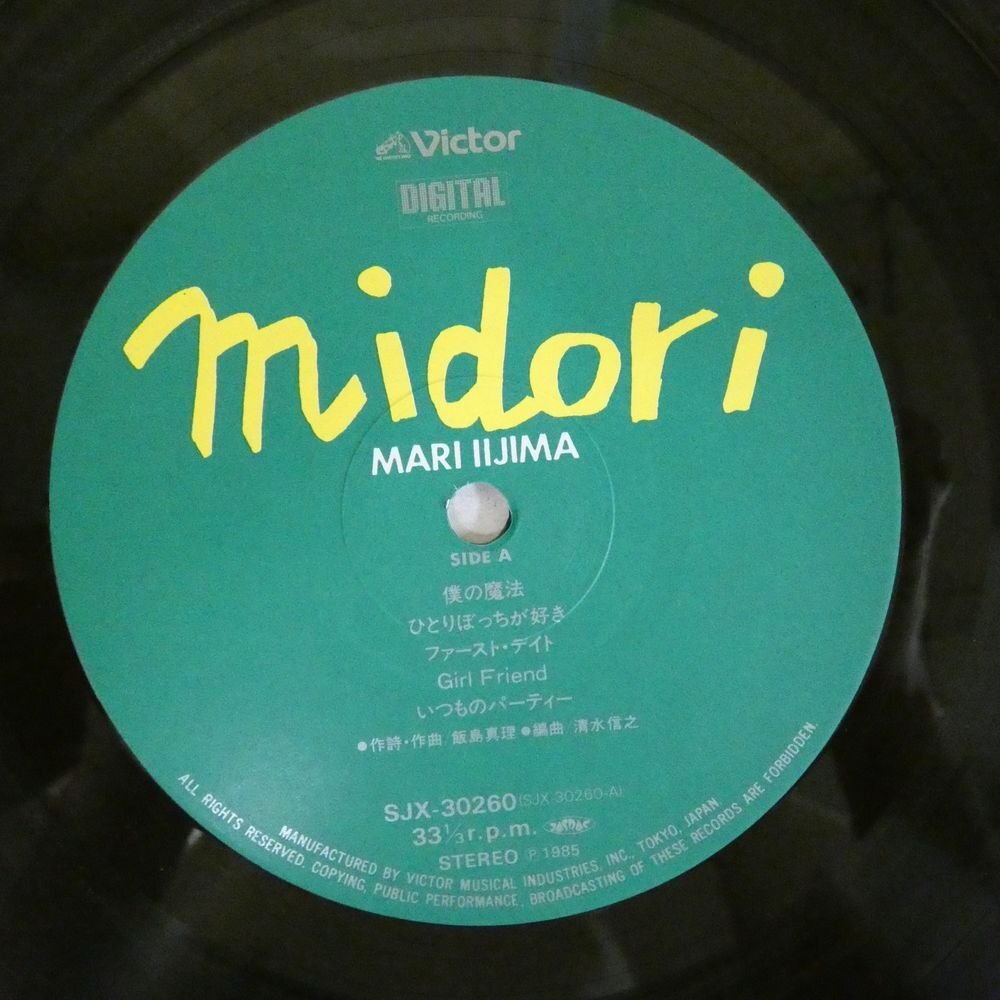 Victor
DIGITAL
RECORDING
midori
MARI IIJIMA
SIDE A
僕の魔法
ひとりぼっちが好き
ファースト・デイト
Girl Friend
いつものパーティー
●作詩・作曲/飯島真理 ●編曲/清水信之
SJX-30260(SJX-30260-A)
33⅓r.p.m.
STEREO Ⓟ1985
MANUFACTURED BY VICTOR MUSICAL INDUSTRIES, INC., TOKYO, JAPAN
ALL RIGHTS RESERVED. COPYING, PUBLIC PERFORMANCE, BROADCASTING OF THESE RECORDS ARE FORBIDDEN.